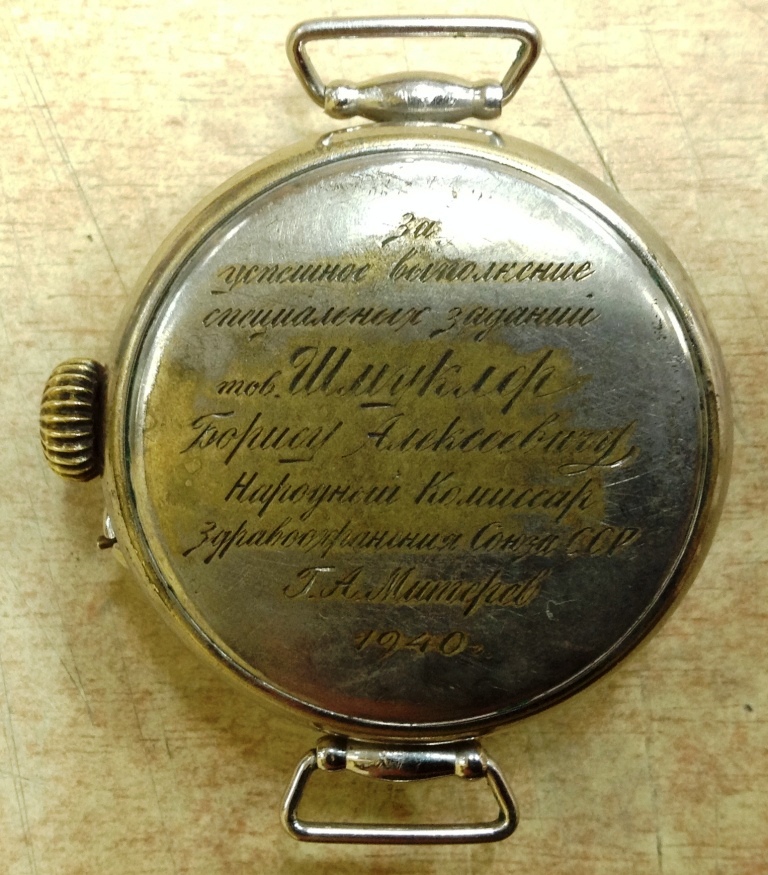 За
успешное выполнение
специальных заданий
тов. Шмуклер
Борису Алексеевичу
Народный Комиссар
Здравоохранения Союза ССР
Г.А. Митерев
1940